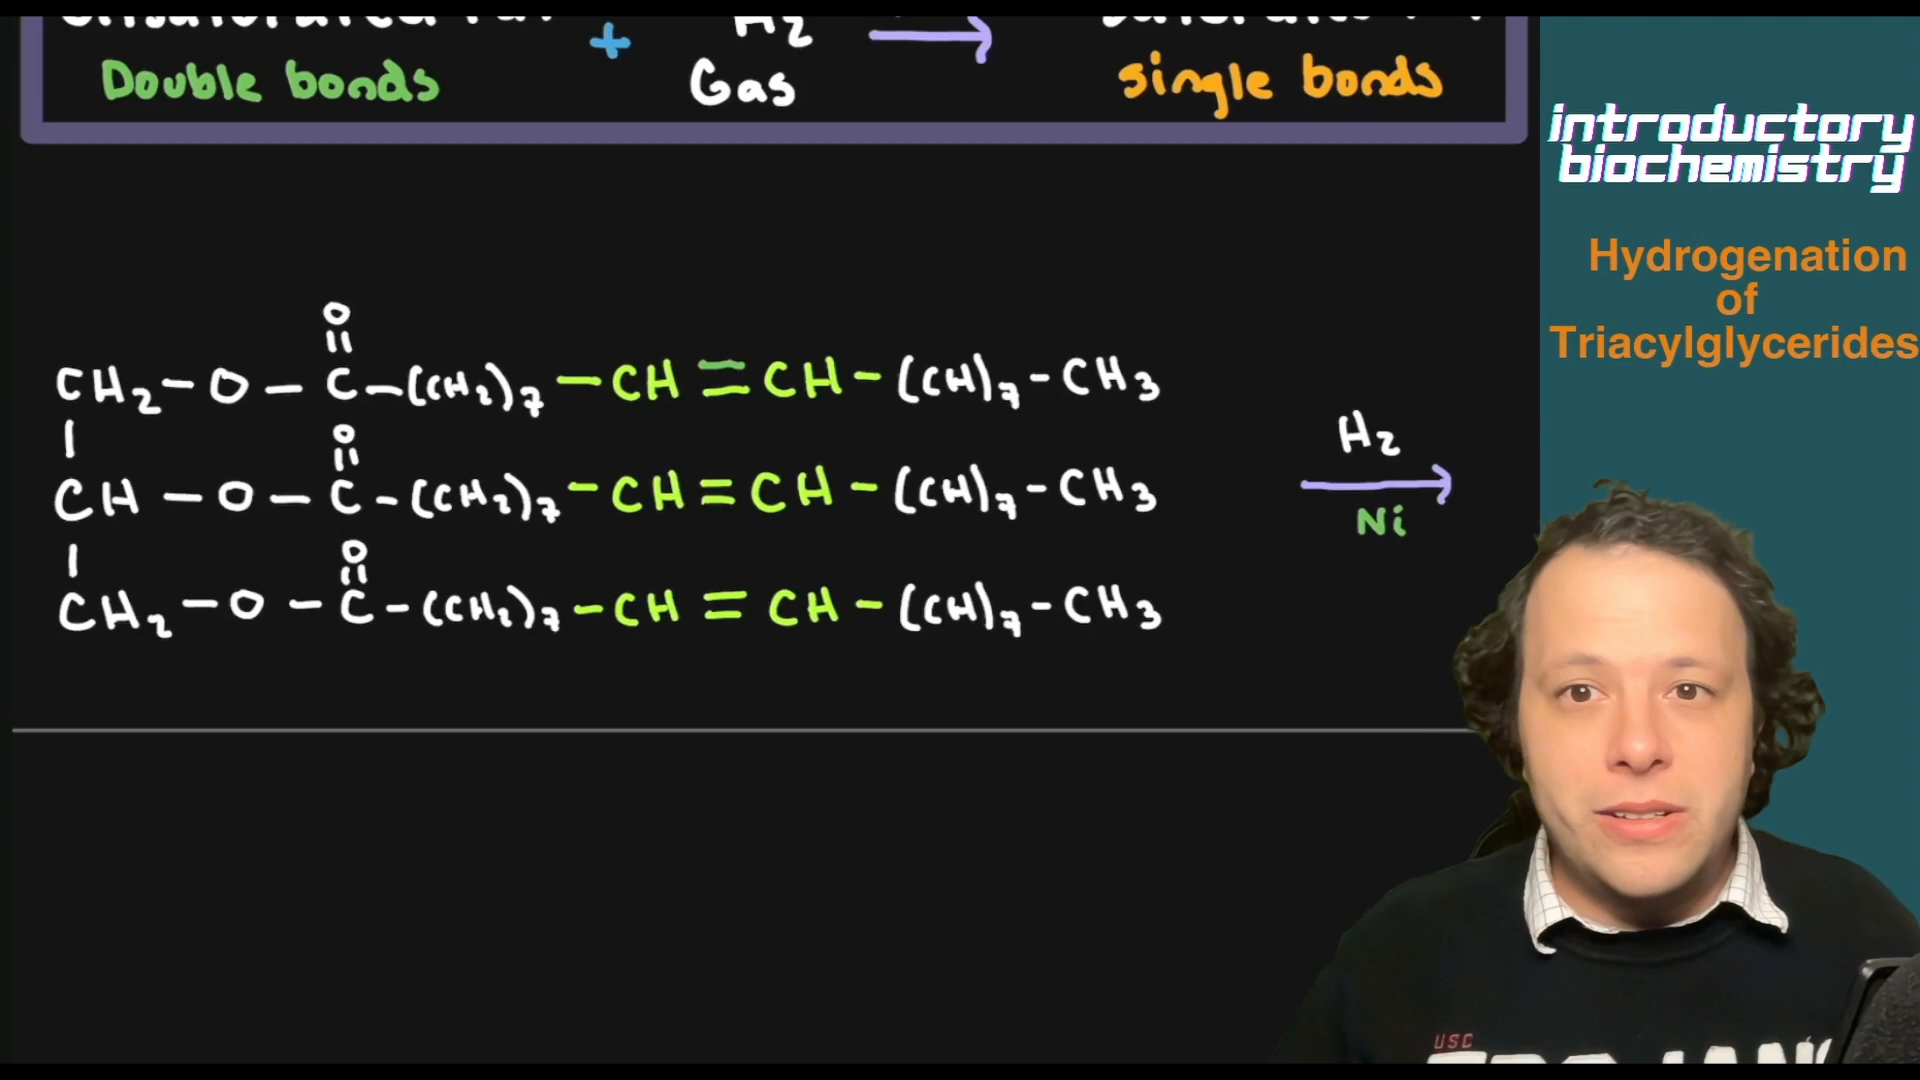 + H₂
Double bonds Gas single bonds
introductory
biochemistry
Hydrogenation
of
Triacylglycerides
O
||
CH₂–O–C–(CH₂)₇–CH=CH–(CH)₇–CH₃
| O
||
CH–O–C–(CH₂)₇–CH=CH–(CH)₇–CH₃
| O
||
CH₂–O–C–(CH₂)₇–CH=CH–(CH)₇–CH₃
H₂
Ni
USC